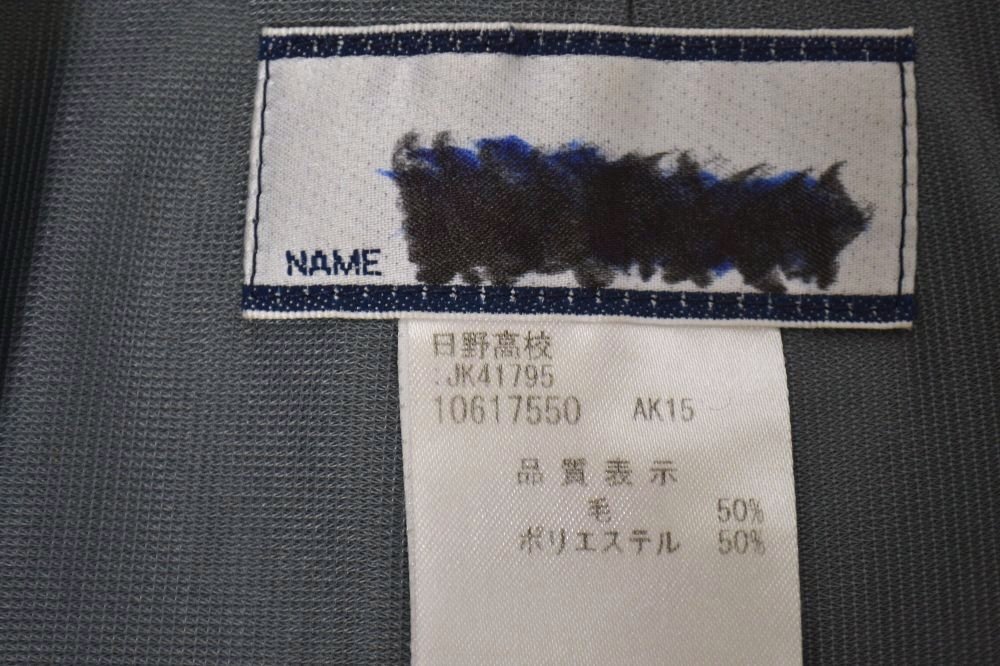 NAME
日野高校
:JK41795
10617550 AK15
品質表示
毛 50%
ポリエステル 50%